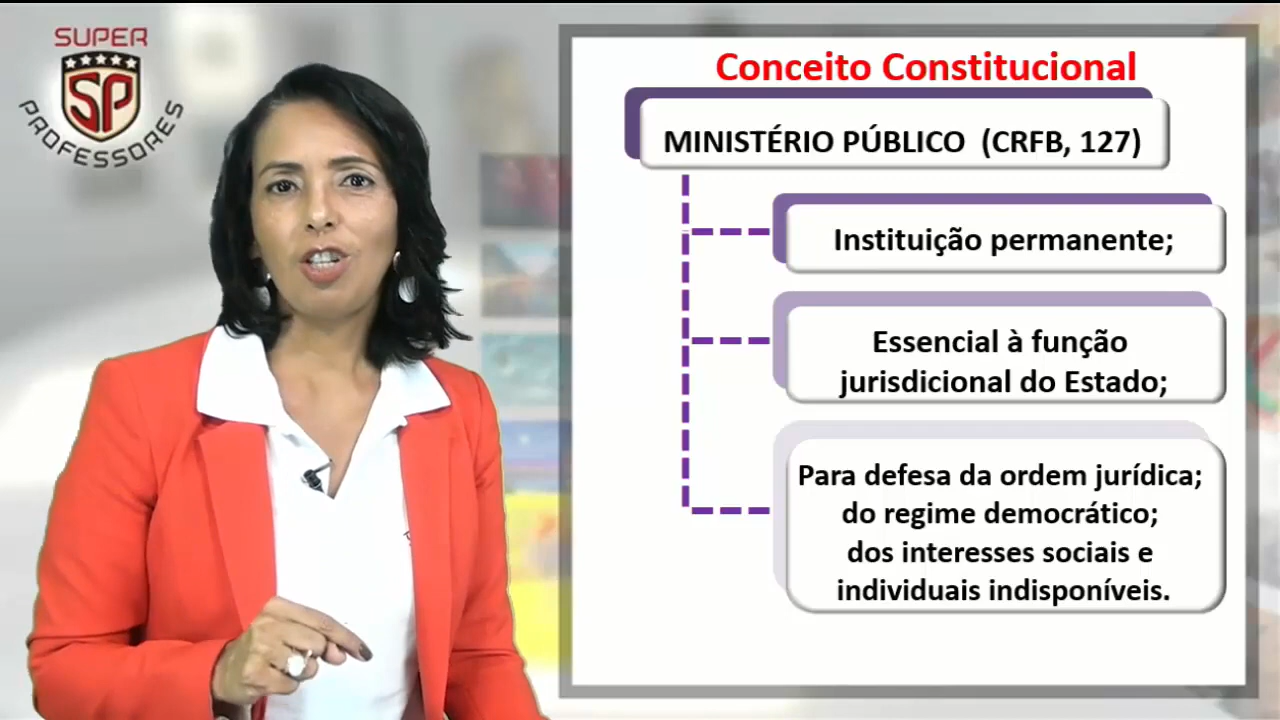 SUPER
SP
PROFESSORES
Conceito Constitucional
MINISTÉRIO PÚBLICO (CRFB, 127)
Instituição permanente;
Essencial à função
jurisdicional do Estado;
Para defesa da ordem jurídica;
do regime democrático;
dos interesses sociais e
individuais indisponíveis.